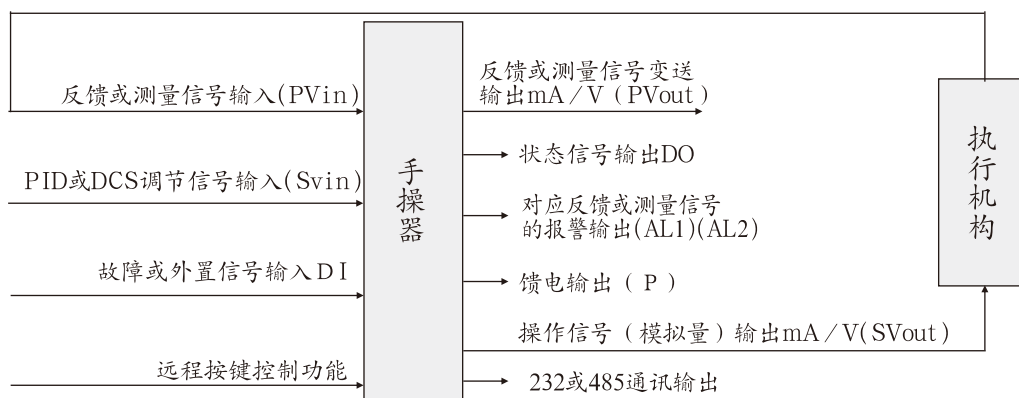 反馈或测量信号输入(PVin)
PID或DCS调节信号输入(Svin)
故障或外置信号输入DI
远程按键控制功能
手操器
反馈或测量信号变送
输出mA/V(PVout)
状态信号输出DO
对应反馈或测量信号
的报警输出(AL1)(AL2)
馈电输出(P)
操作信号(模拟量)输出mA/V(SVout)
232或485通讯输出
执行机构